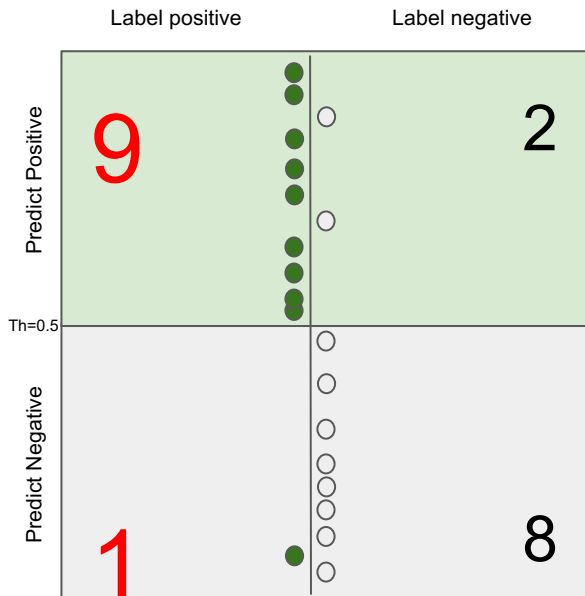 Label positive
Label negative
Predict Positive
9
2
Th=0.5
Predict Negative
1
8